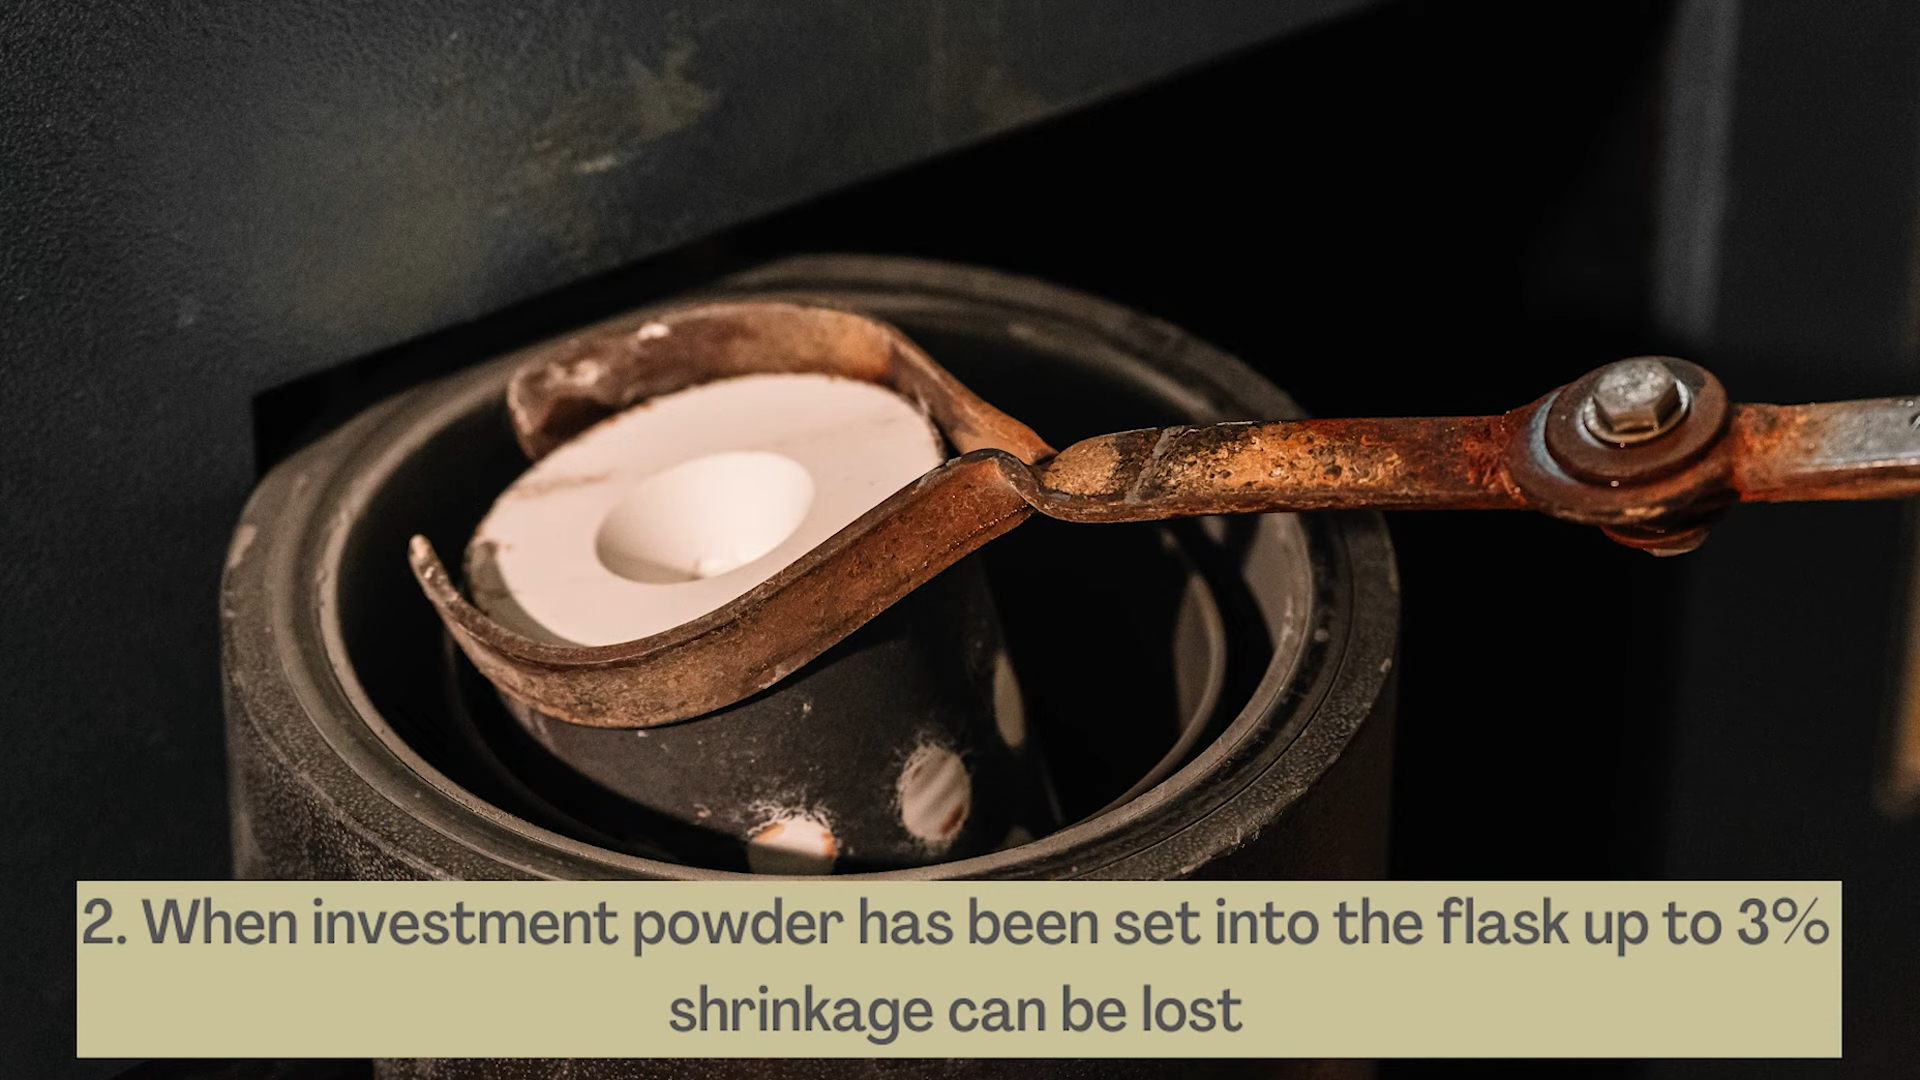 2. When investment powder has been set into the flask up to 3%
shrinkage can be lost